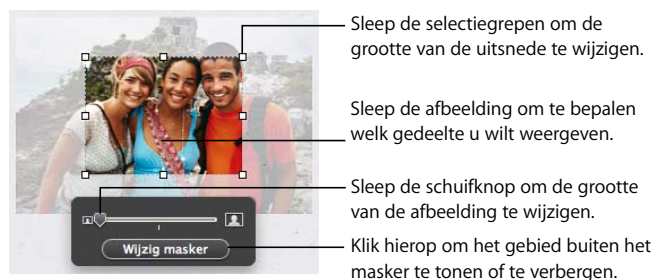 Sleep de selectiegrepen om de
grootte van de uitsnede te wijzigen.
Sleep de afbeelding om te bepalen
welk gedeelte u wilt weergeven.
Sleep de schuifknop om de grootte
van de afbeelding te wijzigen.
Wijzig masker
Klik hierop om het gebied buiten het
masker te tonen of te verbergen.